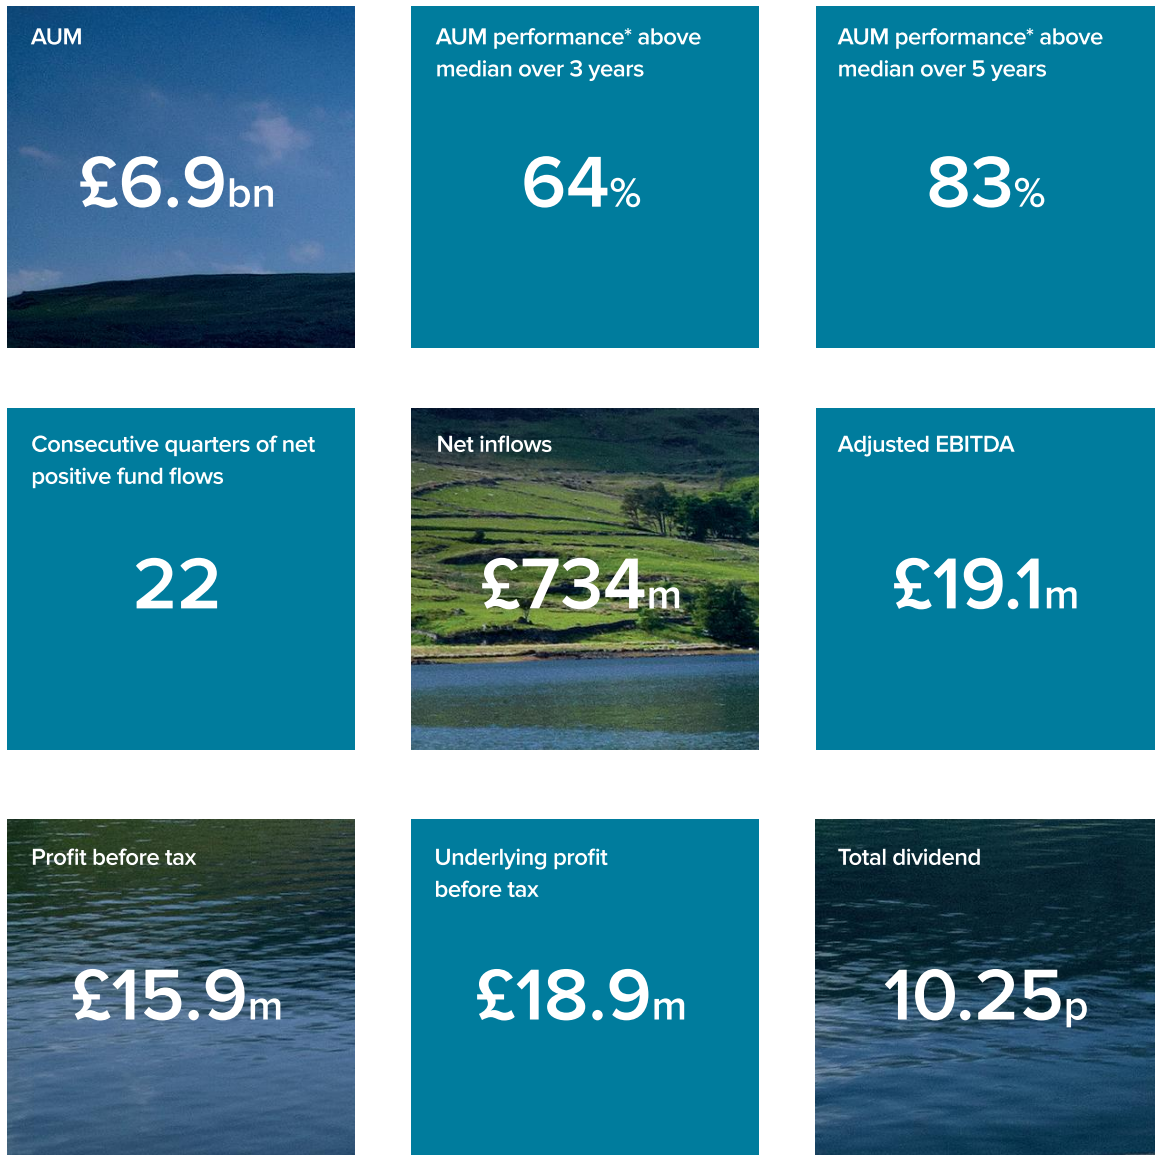 AUM
£6.9bn
AUM performance* above
median over 3 years
64%
AUM performance* above
median over 5 years
83%
Consecutive quarters of net
positive fund flows
22
Net inflows
£734m
Adjusted EBITDA
£19.1m
Profit before tax
£15.9m
Underlying profit
before tax
£18.9m
Total dividend
10.25p